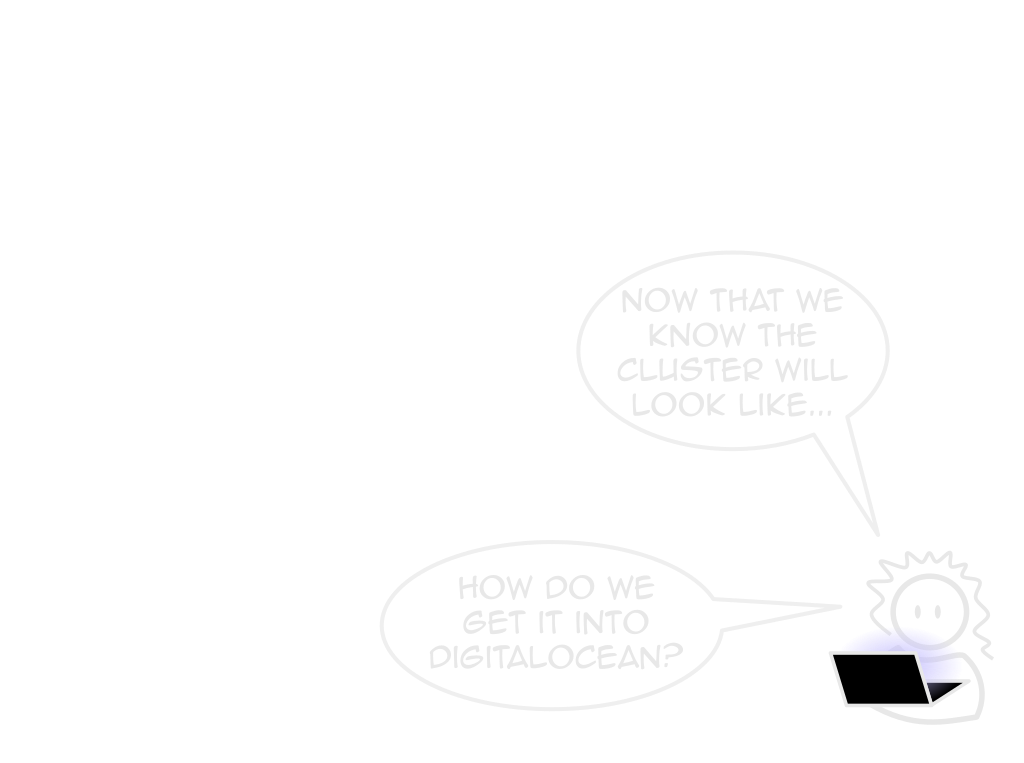 NOW THAT WE
KNOW THE
CLUSTER WILL
LOOK LIKE...
HOW DO WE
GET IT INTO
DIGITALOCEAN?